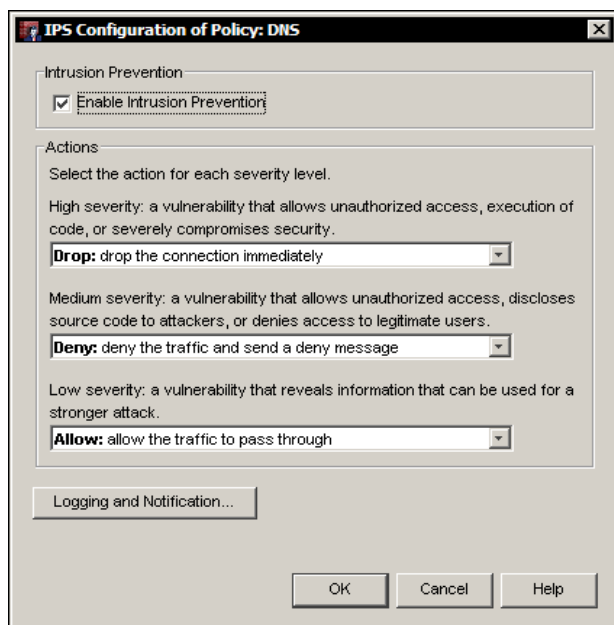 IPS Configuration of Policy: DNS
Intrusion Prevention
Enable Intrusion Prevention
Actions
Select the action for each severity level.
High severity: a vulnerability that allows unauthorized access, execution of
code, or severely compromises security.
Drop: drop the connection immediately
Medium severity: a vulnerability that allows unauthorized access, discloses
source code to attackers, or denies access to legitimate users.
Deny: deny the traffic and send a deny message
Low severity: a vulnerability that reveals information that can be used for a
stronger attack.
Allow: allow the traffic to pass through
Logging and Notification...
OK Cancel Help